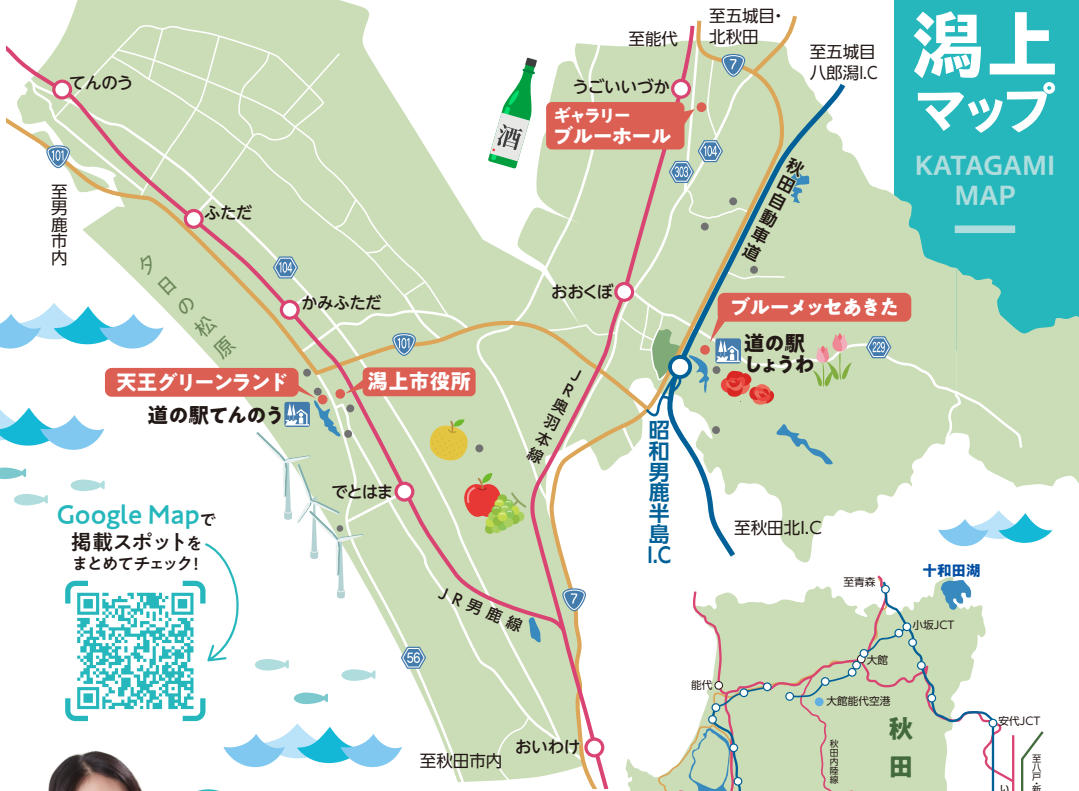 潟上
マップ
KATAGAMI
MAP
至五城目・
北秋田
至能代
至五城目
八郎潟I.C
7
てんのう
うごいいづか
ギャラリー
ブルーホール
酒
101
104
303
至男鹿市内
秋田自動車道
ふただ
夕日の松原
104
かみふただ
おおくぼ
ブルーメッセあきた
101
道の駅
しょうわ
229
天王グリーンランド
潟上市役所
道の駅てんのう
JR奥羽本線
昭和男鹿半島
I.C
でとはま
至秋田北I.C
Google Mapで
掲載スポットを
まとめてチェック!
JR男鹿線
7
56
おいわけ
至秋田市内
十和田湖
至青森
小坂JCT
大館
能代
大館能代空港
安代JCT
秋田
秋田内陸線
至八戸・新
い